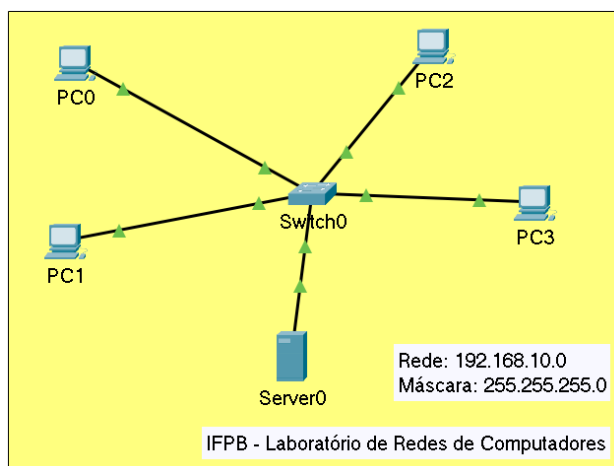 PC0
PC2
Switch0
PC3
PC1
Server0
Rede: 192.168.10.0
Máscara: 255.255.255.0
IFPB - Laboratório de Redes de Computadores